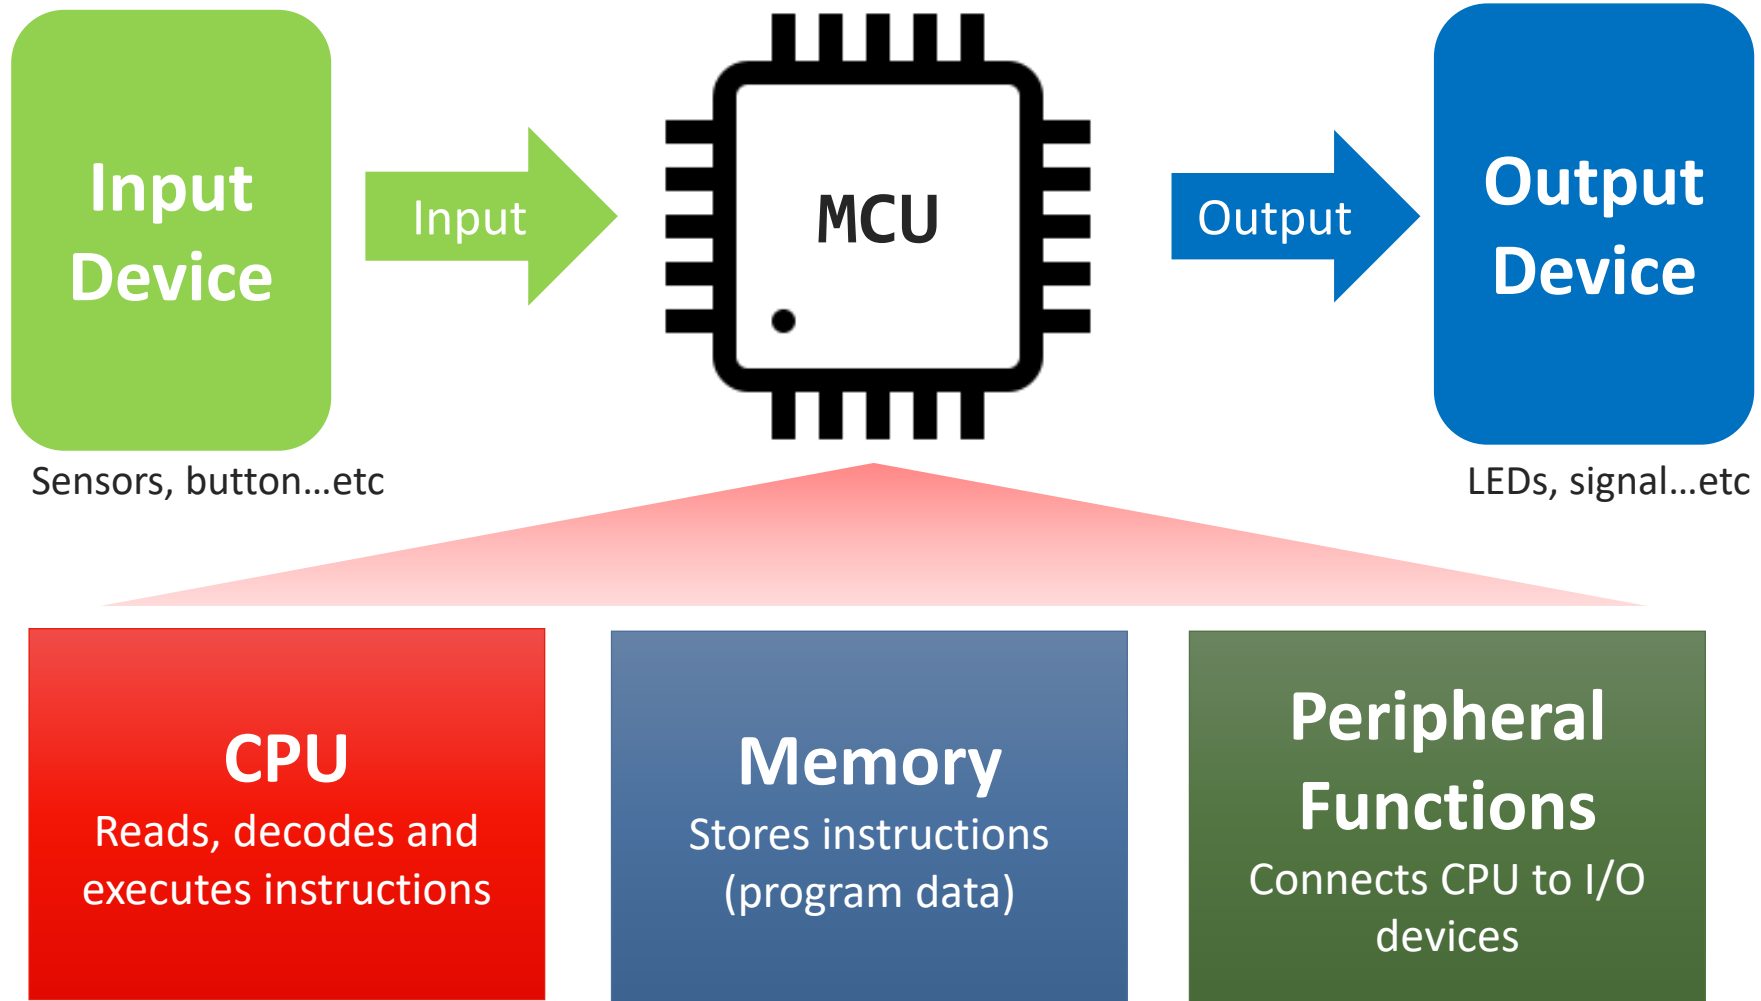 Input
Device
Input
MCU
Output
Output
Device
Sensors, button...etc
LEDs, signal...etc
CPU
Reads, decodes and
executes instructions
Memory
Stores instructions
(program data)
Peripheral
Functions
Connects CPU to I/O
devices